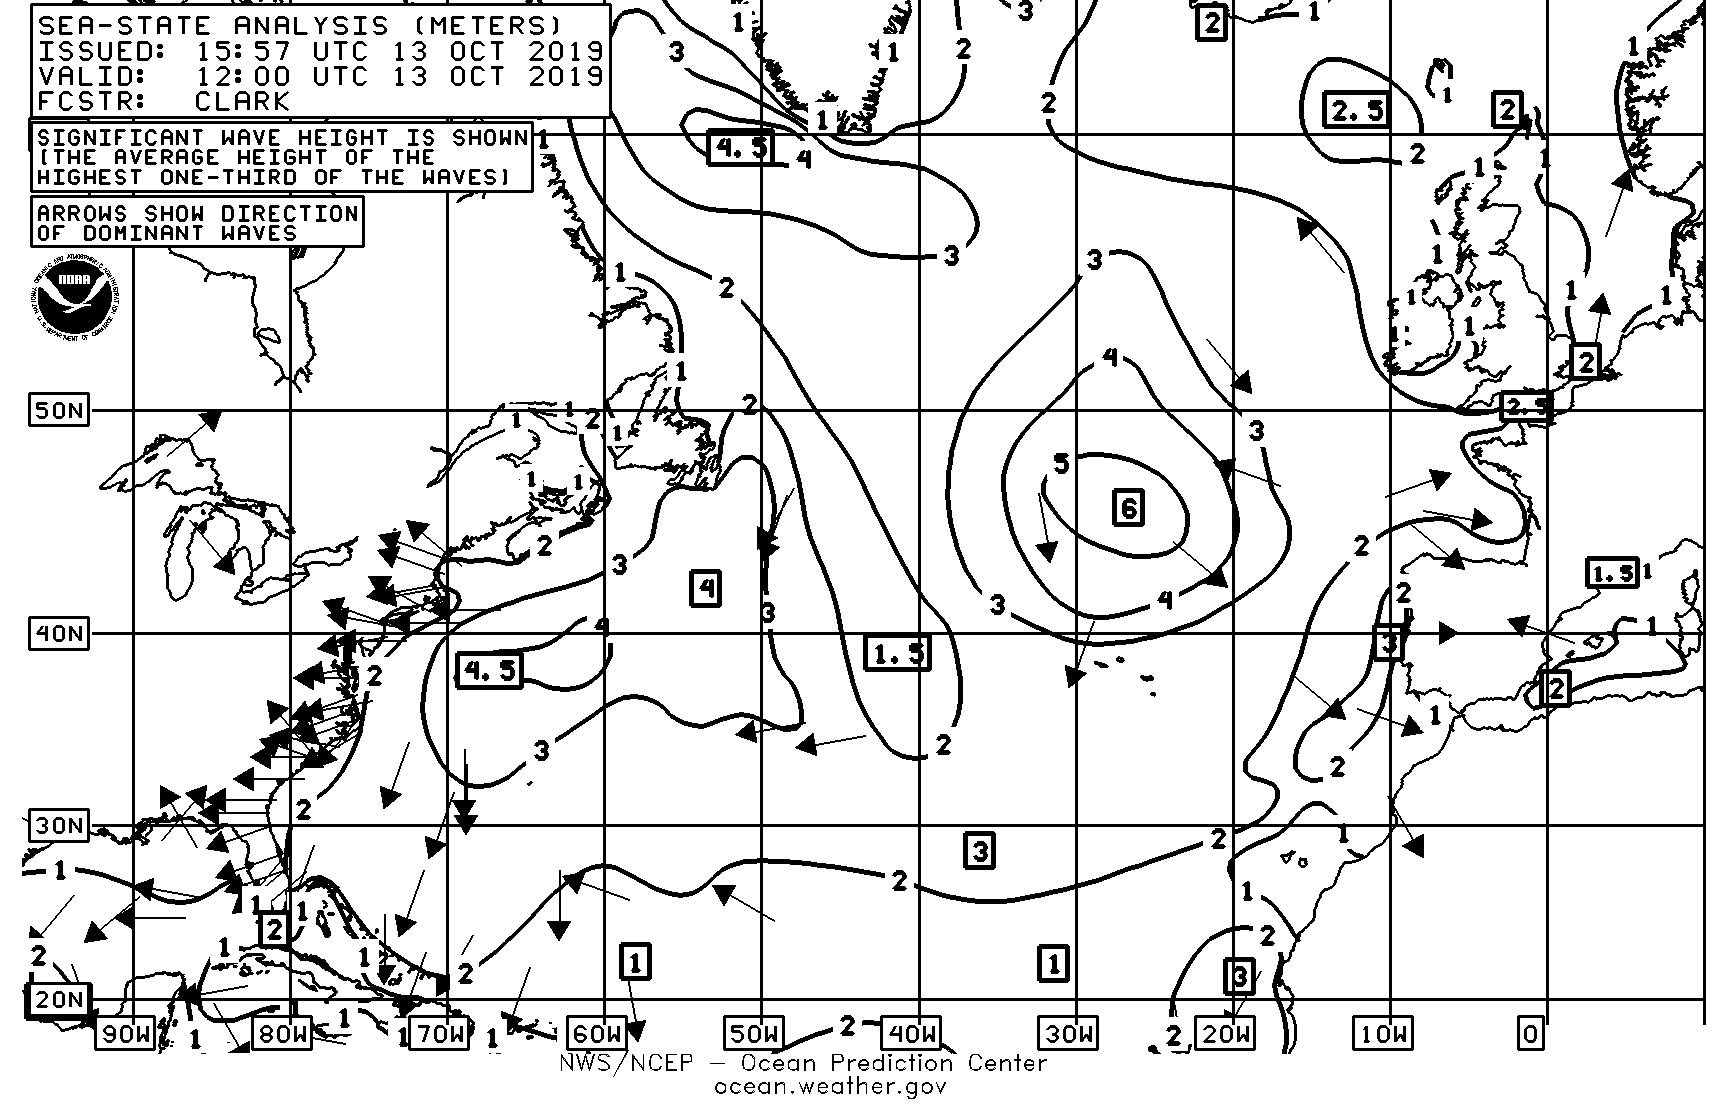 SEA-STATE ANALYSIS (METERS)
ISSUED: 15:57 UTC 13 OCT 2019
VALID: 12:00 UTC 13 OCT 2019
FCSTR: CLARK
SIGNIFICANT WAVE HEIGHT IS SHOWN
(THE AVERAGE HEIGHT OF THE
HIGHEST ONE-THIRD OF THE WAVES)
ARROWS SHOW DIRECTION
OF DOMINANT WAVES
NOAA
1 3 1 2 3 2 1 1
2 2.5 2 1
1 1 4.5 4 2 1 1
3 3 1
1 2 1 1 1
4 1 2
1
50N 1 1 2 1 2 3 2.5
5
1 1 6
2 3 2 1.5 1
4 3 3 4 2
40N 4 1.5 3 1
4.5 2 2
3 2 2 1
2
30N 2 3 2 1
1 2 1
1 1 2 2
2 1 1 2 1 1 3
20N
90W 80W 70W 60W 50W 40W 30W 20W 10W 0
1 1 1 1 2 2
NWS/NCEP – Ocean Prediction Center
ocean.weather.gov